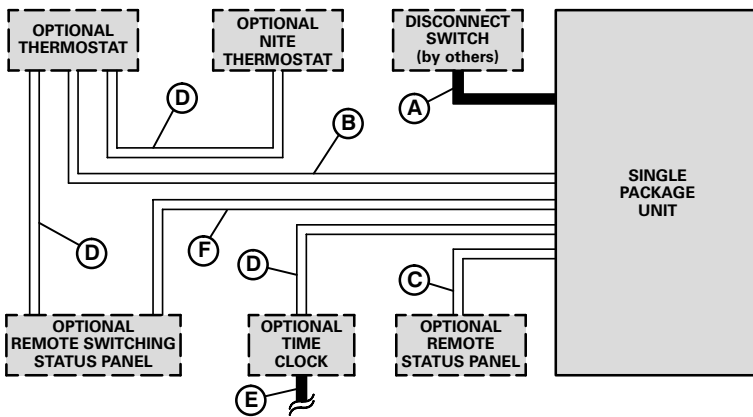 OPTIONAL
THERMOSTAT
OPTIONAL
NITE
THERMOSTAT
DISCONNECT
SWITCH
(by others)
A
D
B
SINGLE
PACKAGE
UNIT
D
F
D
C
OPTIONAL
REMOTE SWITCHING
STATUS PANEL
OPTIONAL
TIME
CLOCK
OPTIONAL
REMOTE
STATUS PANEL
E